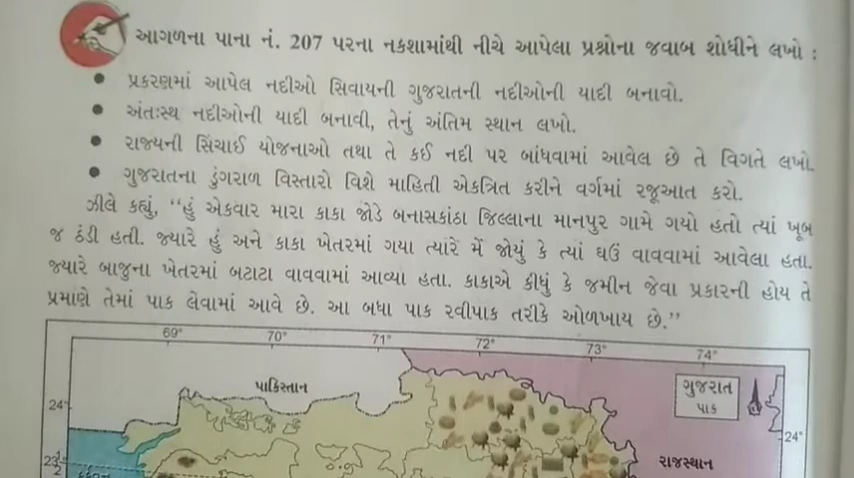 આગળના પાના નં. 207 પરના નકશામાંથી નીચે આપેલા પ્રશ્નોના જવાબ શોધીને લખો :
• પ્રકરણમાં આપેલ નદીઓ સિવાયની ગુજરાતની નદીઓની યાદી બનાવો.
• અંતઃસ્થ નદીઓની યાદી બનાવી, તેનું અંતિમ સ્થાન લખો.
• રાજ્યની સિંચાઈ યોજનાઓ તથા તે કઈ નદી પર બાંધવામાં આવેલ છે તે વિગતે લખો.
• ગુજરાતના ડુંગરાળ વિસ્તારો વિશે માહિતી એકત્રિત કરીને વર્ગમાં રજૂઆત કરો.
ઝીલે કહ્યું, “હું એકવાર મારા કાકા જોડે બનાસકાંઠા જિલ્લાના માનપુર ગામે ગયો હતો ત્યાં ખૂબ
જ ઠંડી હતી. જ્યારે હું અને કાકા ખેતરમાં ગયા ત્યારે મેં જોયું કે ત્યાં ઘઉં વાવવામાં આવેલા હતા.
જ્યારે બાજુના ખેતરમાં બટાટા વાવવામાં આવ્યા હતા. કાકાએ કીધું કે જમીન જેવા પ્રકારની હોય તે
પ્રમાણે તેમાં પાક લેવામાં આવે છે. આ બધા પાક રવીપાક તરીકે ઓળખાય છે.”
69° 70° 71° 72° 73° 74°
પાકિસ્તાન
ગુજરાત
પાક
24°
24°
રાજસ્થાન
23½